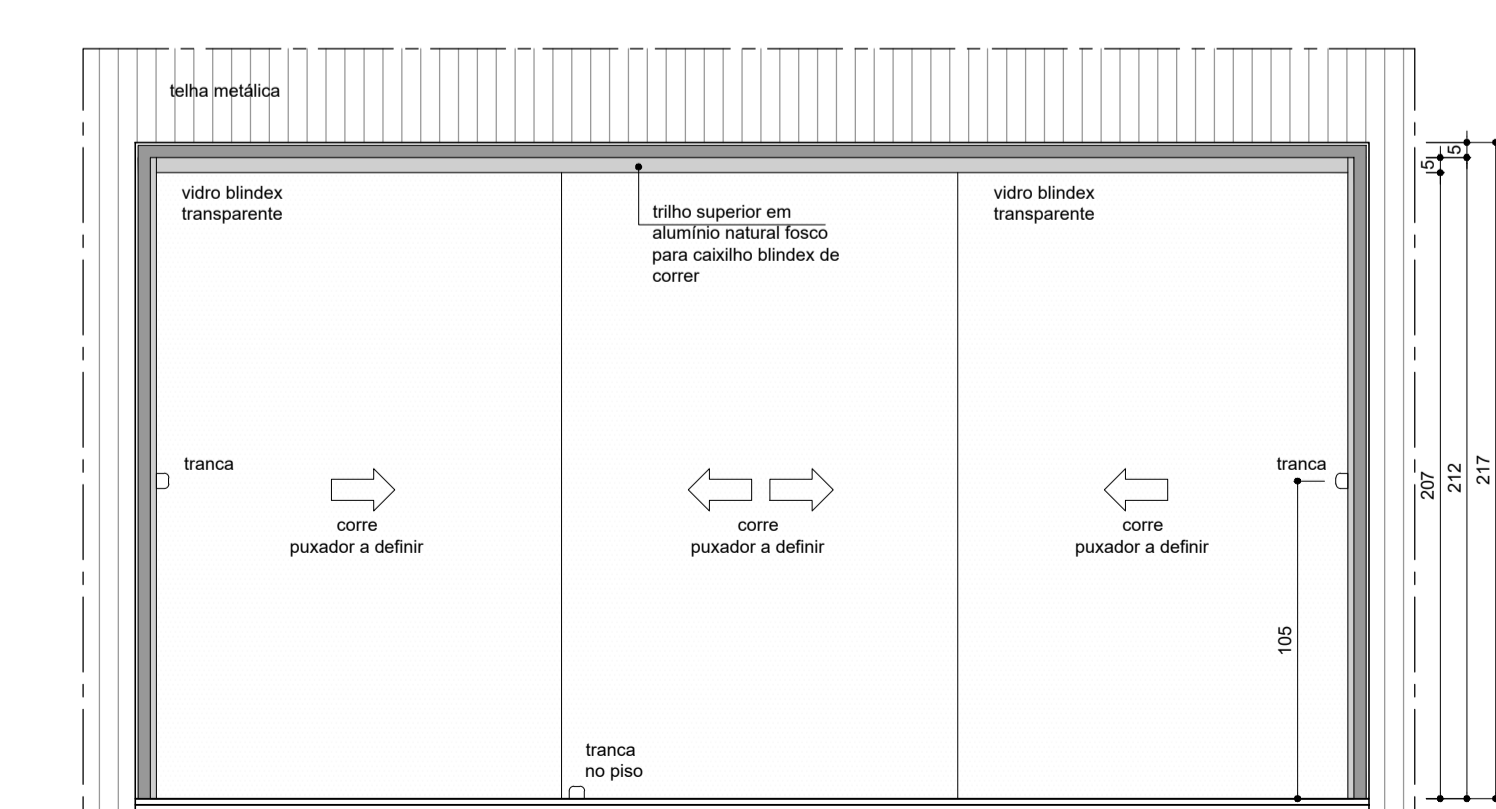 telha metálica
5
5
vidro blindex
transparente
trilho superior em
alumínio natural fosco
para caixilho blindex de
correr
vidro blindex
transparente
tranca
tranca
207
212
217
corre
puxador a definir
corre
puxador a definir
corre
puxador a definir
105
tranca
no piso